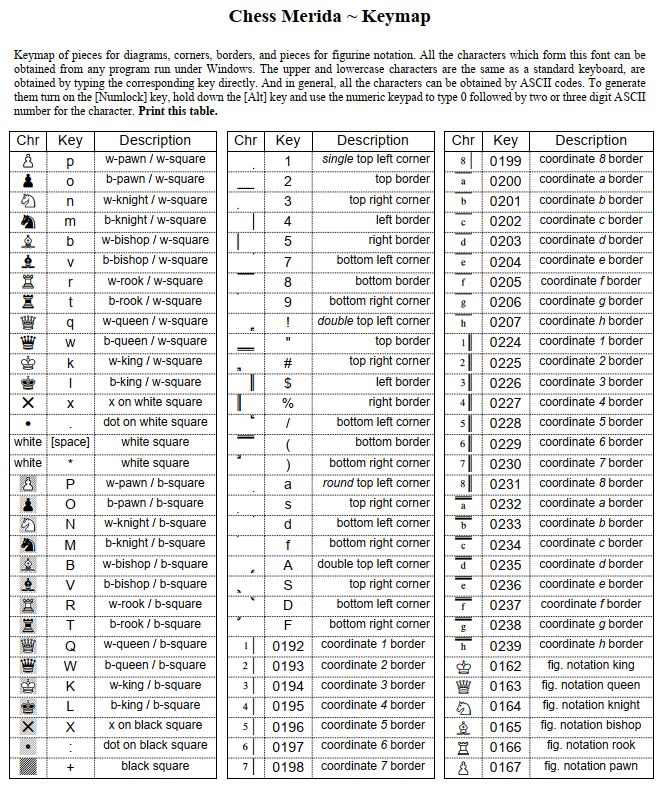 Chess Merida ~ Keymap
Keymap of pieces for diagrams, corners, borders, and pieces for figurine notation. All the characters which form this font can be
obtained from any program run under Windows. The upper and lowercase characters are the same as a standard keyboard, are
obtained by typing the corresponding key directly. And in general, all the characters can be obtained by ASCII codes. To generate
them turn on the [Numlock] key, hold down the [Alt] key and use the numeric keypad to type 0 followed by two or three digit ASCII
number for the character. Print this table.
Chr Key Description
♙ p w-pawn / w-square
♟ o b-pawn / w-square
♘ n w-knight / w-square
♞ m b-knight / w-square
♗ b w-bishop / w-square
♝ v b-bishop / w-square
♖ r w-rook / w-square
♜ t b-rook / w-square
♕ q w-queen / w-square
♛ w b-queen / w-square
♔ k w-king / w-square
♚ l b-king / w-square
✕ x x on white square
• . dot on white square
white [space] white square
white * white square
♙ P w-pawn / b-square
♟ O b-pawn / b-square
♘ N w-knight / b-square
♞ M b-knight / b-square
♗ B w-bishop / b-square
♝ V b-bishop / b-square
♖ R w-rook / b-square
♜ T b-rook / b-square
♕ Q w-queen / b-square
♛ W b-queen / b-square
♔ K w-king / b-square
♚ L b-king / b-square
✕ X x on black square
• : dot on black square
+ black square
Chr Key Description
1 single top left corner
2 top border
3 top right corner
4 left border
5 right border
7 bottom left corner
8 bottom border
9 bottom right corner
! double top left corner
" top border
# top right corner
$ left border
% right border
/ bottom left corner
( bottom border
) bottom right corner
a round top left corner
s top right corner
d bottom left corner
f bottom right corner
A double top left corner
S top right corner
D bottom left corner
F bottom right corner
1 0192 coordinate 1 border
2 0193 coordinate 2 border
3 0194 coordinate 3 border
4 0195 coordinate 4 border
5 0196 coordinate 5 border
6 0197 coordinate 6 border
7 0198 coordinate 7 border
Chr Key Description
8 0199 coordinate 8 border
a 0200 coordinate a border
b 0201 coordinate b border
c 0202 coordinate c border
d 0203 coordinate d border
e 0204 coordinate e border
f 0205 coordinate f border
g 0206 coordinate g border
h 0207 coordinate h border
1 0224 coordinate 1 border
2 0225 coordinate 2 border
3 0226 coordinate 3 border
4 0227 coordinate 4 border
5 0228 coordinate 5 border
6 0229 coordinate 6 border
7 0230 coordinate 7 border
8 0231 coordinate 8 border
a 0232 coordinate a border
b 0233 coordinate b border
c 0234 coordinate c border
d 0235 coordinate d border
e 0236 coordinate e border
f 0237 coordinate f border
g 0238 coordinate g border
h 0239 coordinate h border
♔ 0162 fig. notation king
♕ 0163 fig. notation queen
♘ 0164 fig. notation knight
♗ 0165 fig. notation bishop
♖ 0166 fig. notation rook
♙ 0167 fig. notation pawn